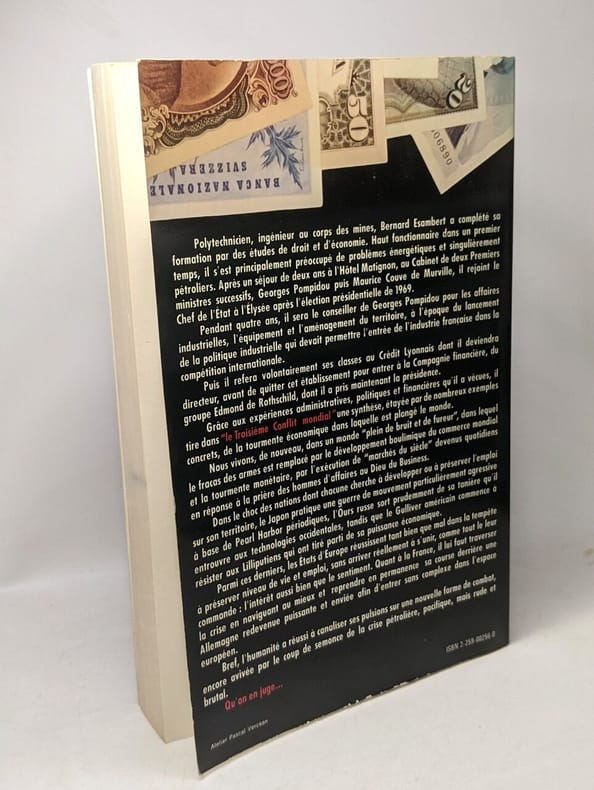 100
50
20
06890
BANCA NAZIONALE
SVIZZERA
Polytechnicien, ingénieur au corps des mines, Bernard Esambert a complété sa
formation par des études de droit et d'économie. Haut fonctionnaire dans un premier
temps, il s'est principalement préoccupé de problèmes énergétiques et singulièrement
pétroliers. Après un séjour de deux ans à l'Hôtel Matignon, au Cabinet de deux Premiers
ministres successifs, Georges Pompidou puis Maurice Couve de Murville, il rejoint le
Chef de l'État à l'Élysée après l'élection présidentielle de 1969.
Pendant quatre ans, il sera le conseiller de Georges Pompidou pour les affaires
industrielles, l'équipement et l'aménagement du territoire, à l'époque du lancement
de la politique industrielle qui devait permettre l'entrée de l'industrie française dans la
compétition internationale.
Puis il refera volontairement ses classes au Crédit Lyonnais dont il deviendra
directeur, avant de quitter cet établissement pour entrer à la Compagnie financière, du
groupe Edmond de Rothschild, dont il a pris maintenant la présidence.
Grâce aux expériences administratives, politiques et financières qu'il a vécues, il
tire dans "le Troisième Conflit mondial" une synthèse, étayée par de nombreux exemples
concrets, de la tourmente économique dans laquelle est plongé le monde.
Nous vivons, de nouveau, dans un monde "plein de bruit et de fureur", dans lequel
le fracas des armes est remplacé par le développement boulimique du commerce mondial
et la tourmente monétaire, par l'exécution de "marchés du siècle" devenus quotidiens
en réponse à la prière des hommes d'affaires au Dieu du Business.
Dans le choc des nations dont chacune cherche à développer ou à préserver l'emploi
sur son territoire, le Japon pratique une guerre de mouvement particulièrement agressive
à base de Pearl Harbor périodiques, l'Ours russe sort prudemment de sa tanière qu'il
entrouvre aux technologies occidentales, tandis que le Gulliver américain commence à
résister aux Lilliputiens qui ont tiré parti de sa puissance économique.
Parmi ces derniers, les Etats d'Europe réussissent tant bien que mal dans la tempête
à préserver niveau de vie et emploi, sans arriver réellement à s'unir, comme tout le leur
commande : l'intérêt aussi bien que le sentiment. Quant à la France, il lui faut traverser
la crise en naviguant au mieux et reprendre en permanence sa course derrière une
Allemagne redevenue puissante et enviée afin d'entrer sans complexe dans l'espace
européen.
Bref, l'humanité a réussi à canaliser ses pulsions sur une nouvelle forme de combat,
encore avivée par le coup de semonce de la crise pétrolière, pacifique, mais rude et
brutal.
Qu'on en juge...
ISBN 2-259-00256-0
Atelier Pascal Vercken